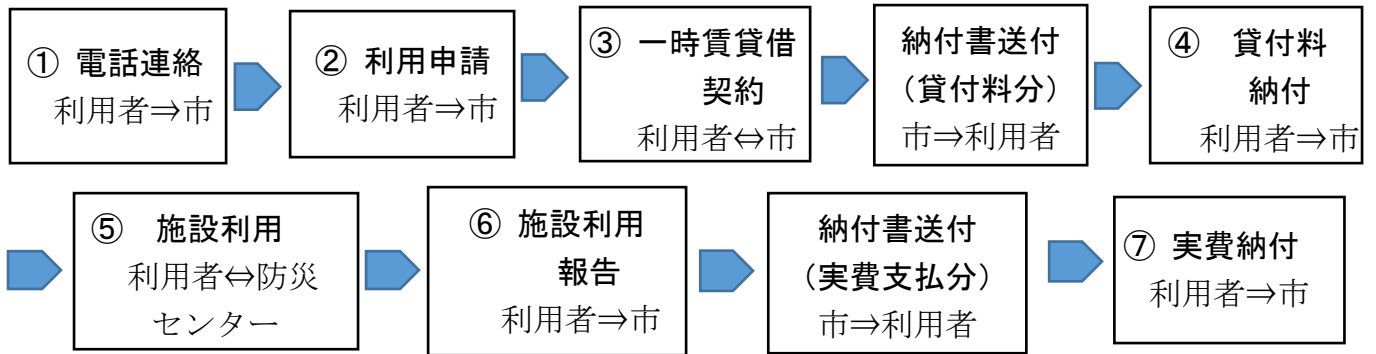 ① 電話連絡
利用者⇒市
② 利用申請
利用者⇒市
③ 一時賃貸借
契約
利用者⇔市
納付書送付
（貸付料分）
市⇒利用者
④ 貸付料
納付
利用者⇒市
⑤ 施設利用
利用者⇔防災
センター
⑥ 施設利用
報告
利用者⇒市
納付書送付
（実費支払分）
市⇒利用者
⑦ 実費納付
利用者⇒市